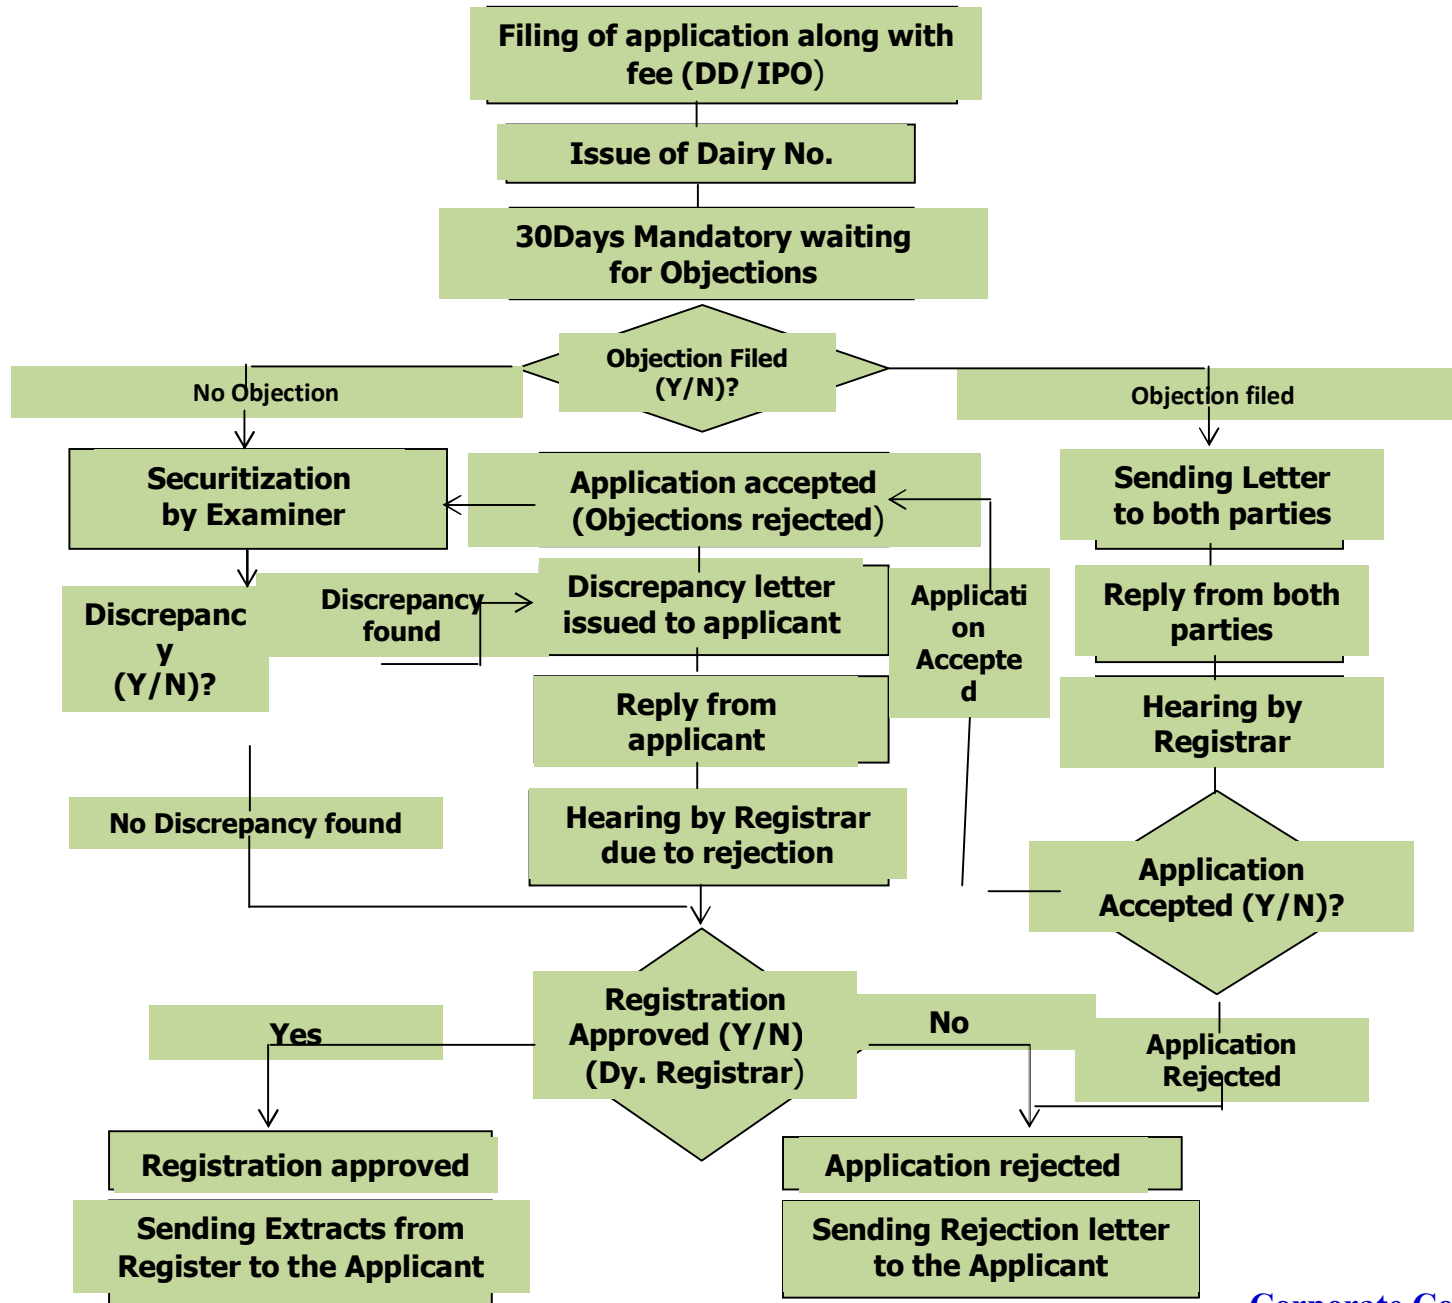 Filing of application along with
fee (DD/IPO)
Issue of Dairy No.
30Days Mandatory waiting
for Objections
Objection Filed
(Y/N)?
No Objection
Objection filed
Securitization
by Examiner
Application accepted
(Objections rejected)
Sending Letter
to both parties
Discrepanc
y
(Y/N)?
Discrepancy
found
Discrepancy letter
issued to applicant
Applicati
on
Accepte
d
Reply from both
parties
Reply from
applicant
Hearing by
Registrar
No Discrepancy found
Hearing by Registrar
due to rejection
Application
Accepted (Y/N)?
Registration
Approved (Y/N)
(Dy. Registrar)
Yes
No
Application
Rejected
Registration approved
Application rejected
Sending Extracts from
Register to the Applicant
Sending Rejection letter
to the Applicant
Corporate